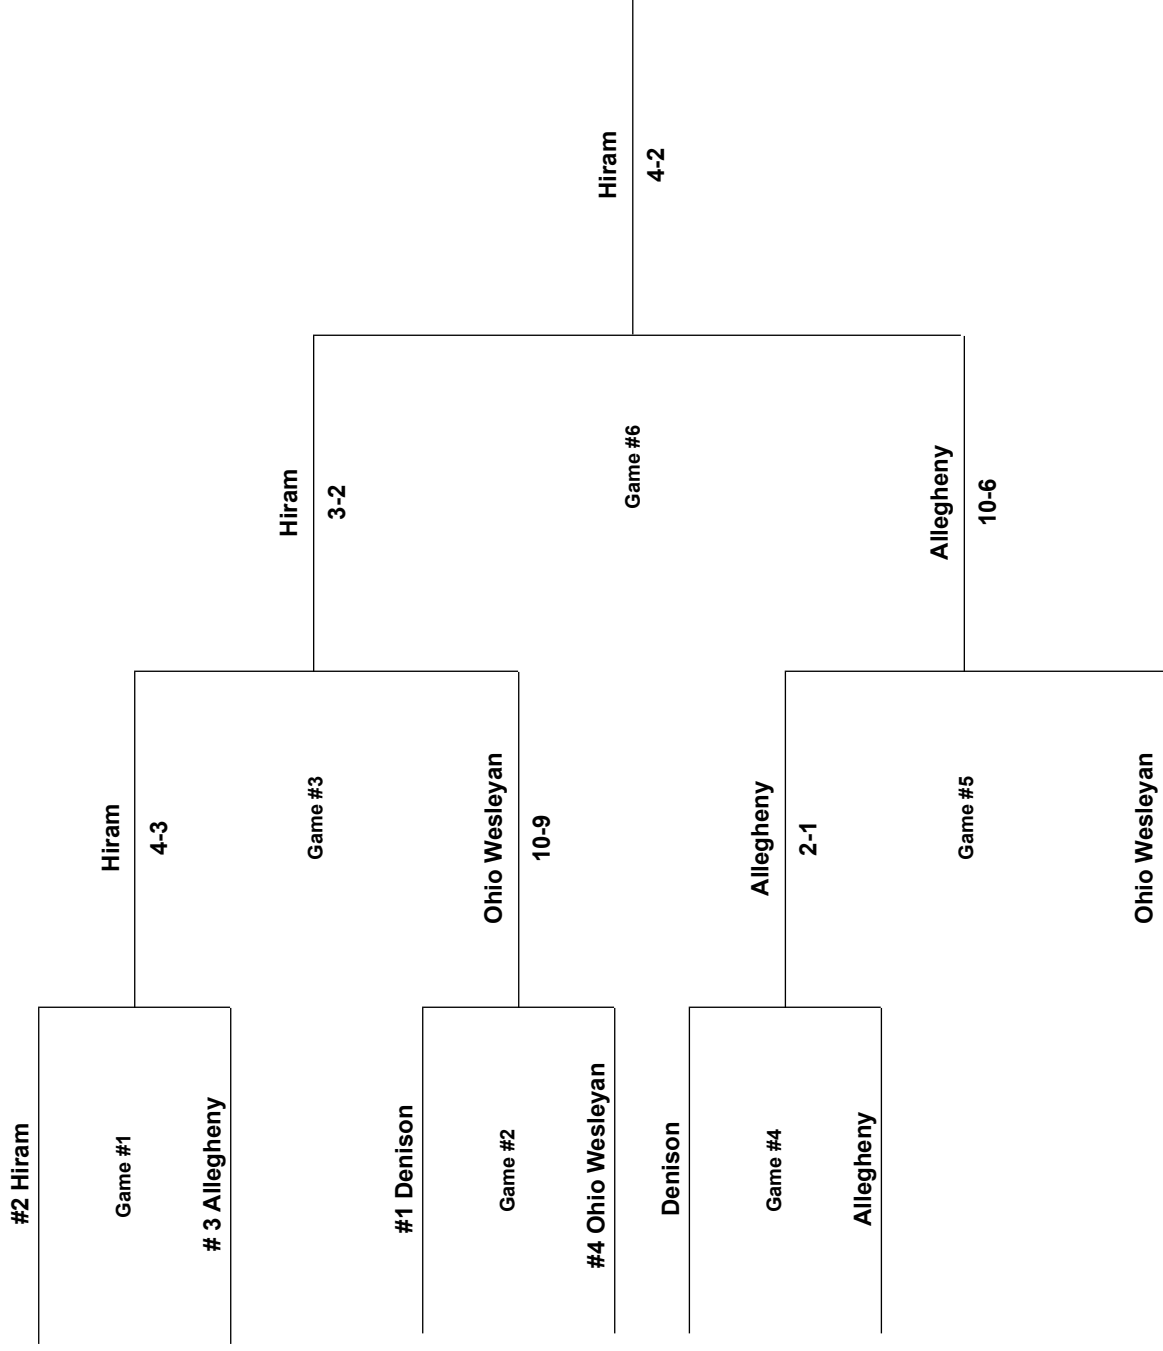 #2 Hiram
Game #1
# 3 Allegheny
Hiram
4-3
#1 Denison
Game #2
#4 Ohio Wesleyan
Ohio Wesleyan
10-9
Game #3
Hiram
3-2
Denison
Game #4
Allegheny
Allegheny
2-1
Game #5
Ohio Wesleyan
Allegheny
10-6
Game #6
Hiram
4-2